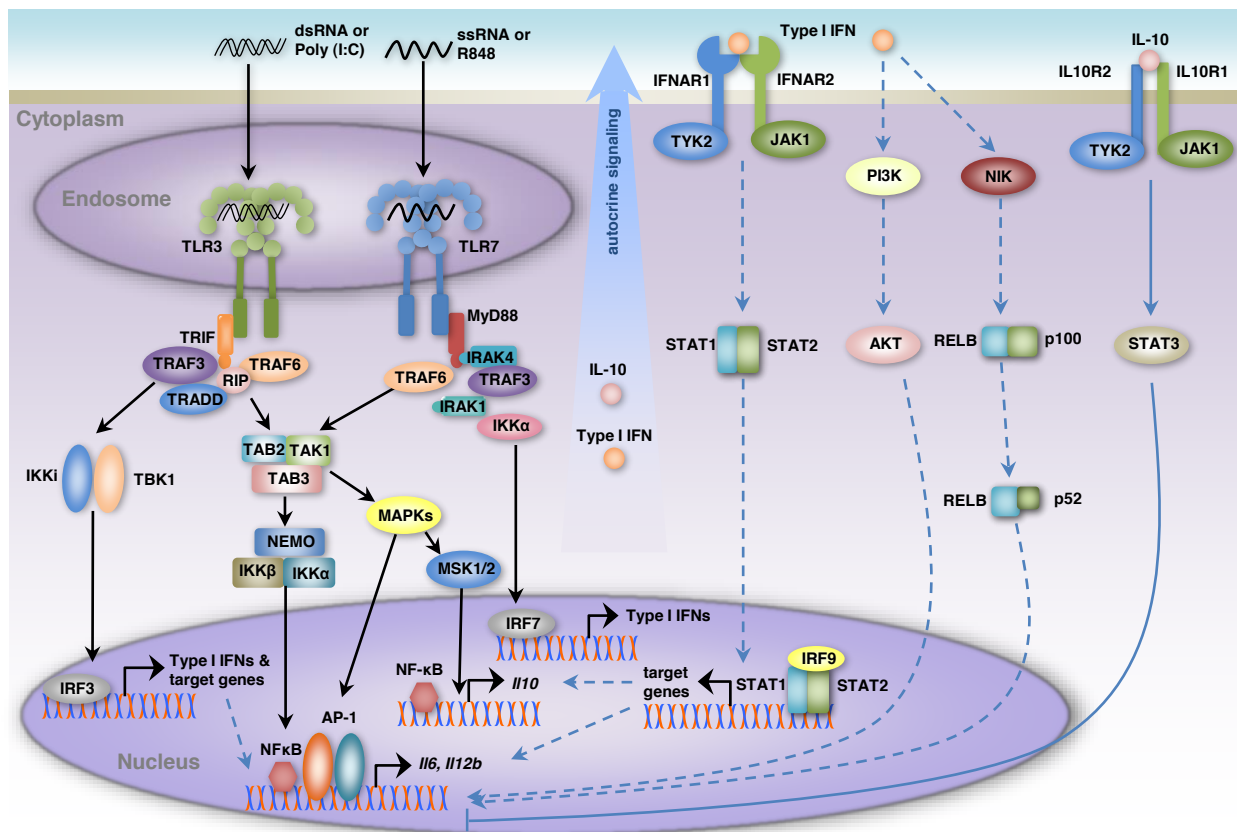 dsRNA or
Poly (I:C)
ssRNA or
R848
Type I IFN
IL-10
IFNAR1
IFNAR2
IL10R2
IL10R1
Cytoplasm
TYK2
JAK1
TYK2
JAK1
PI3K
NIK
Endosome
autocrine signaling
TLR3
TLR7
TRIF
MyD88
TRAF3
TRAF6
RIP
TRADD
TRAF6
IRAK4
TRAF3
IRAK1
IKKα
STAT1
STAT2
AKT
RELB
p100
STAT3
IL-10
Type I IFN
TAB2
TAK1
TAB3
IKKi
TBK1
MAPKs
RELB
p52
NEMO
IKKβ
IKKα
MSK1/2
IRF7
Type I IFNs
IRF3
Type I IFNs &
target genes
NF-κB
Il10
target
genes
STAT1
IRF9
STAT2
AP-1
NFκB
Il6, Il12b
Nucleus